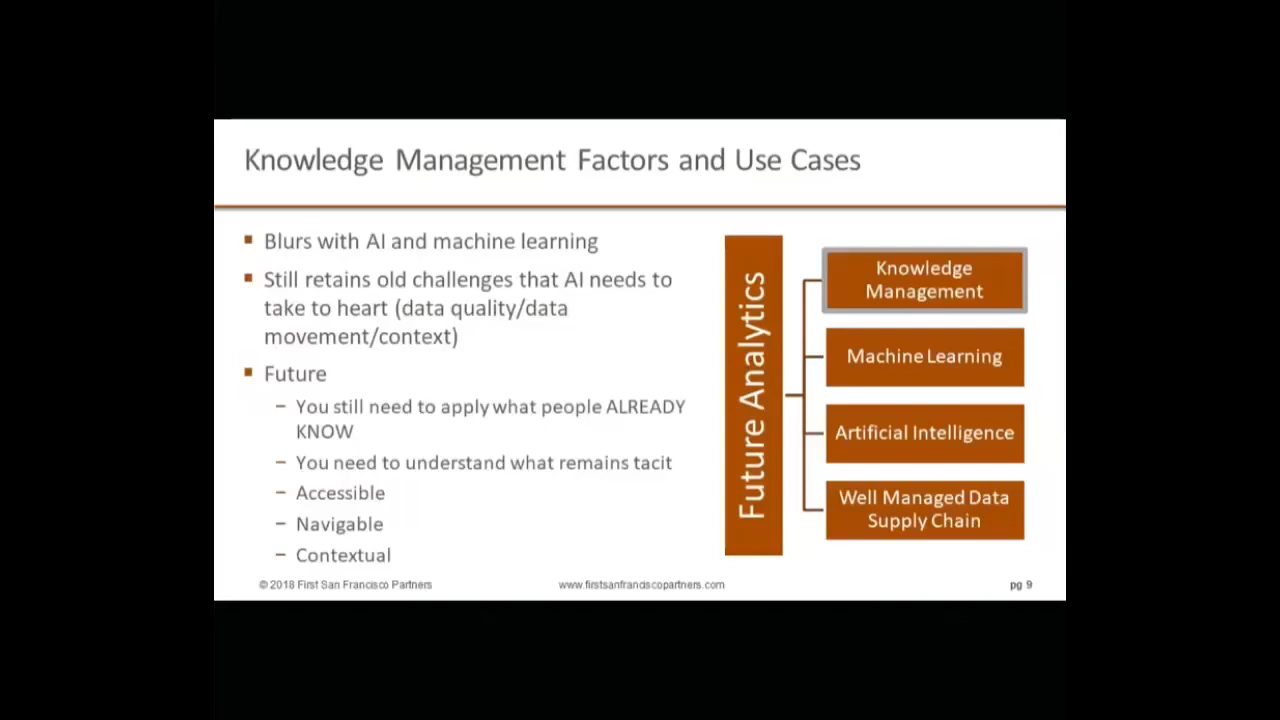 Knowledge Management Factors and Use Cases
Blurs with AI and machine learning
Still retains old challenges that AI needs to
take to heart (data quality/data
movement/context)
Future
– You still need to apply what people ALREADY
KNOW
– You need to understand what remains tacit
– Accessible
– Navigable
– Contextual
Future Analytics
Knowledge
Management
Machine Learning
Artificial Intelligence
Well Managed Data
Supply Chain
© 2018 First San Francisco Partners
www.firstsanfranciscopartners.com
pg 9